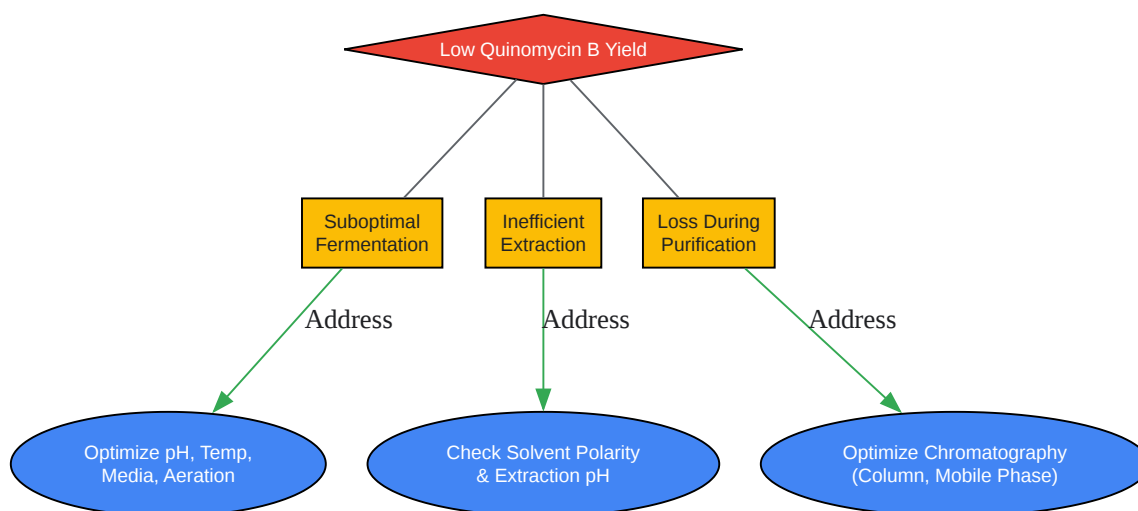 Low Quinomycin B Yield
Suboptimal
Fermentation
Inefficient
Extraction
Loss During
Purification
Address
Address
Address
Optimize pH, Temp,
Media, Aeration
Check Solvent Polarity
& Extraction pH
Optimize Chromatography
(Column, Mobile Phase)